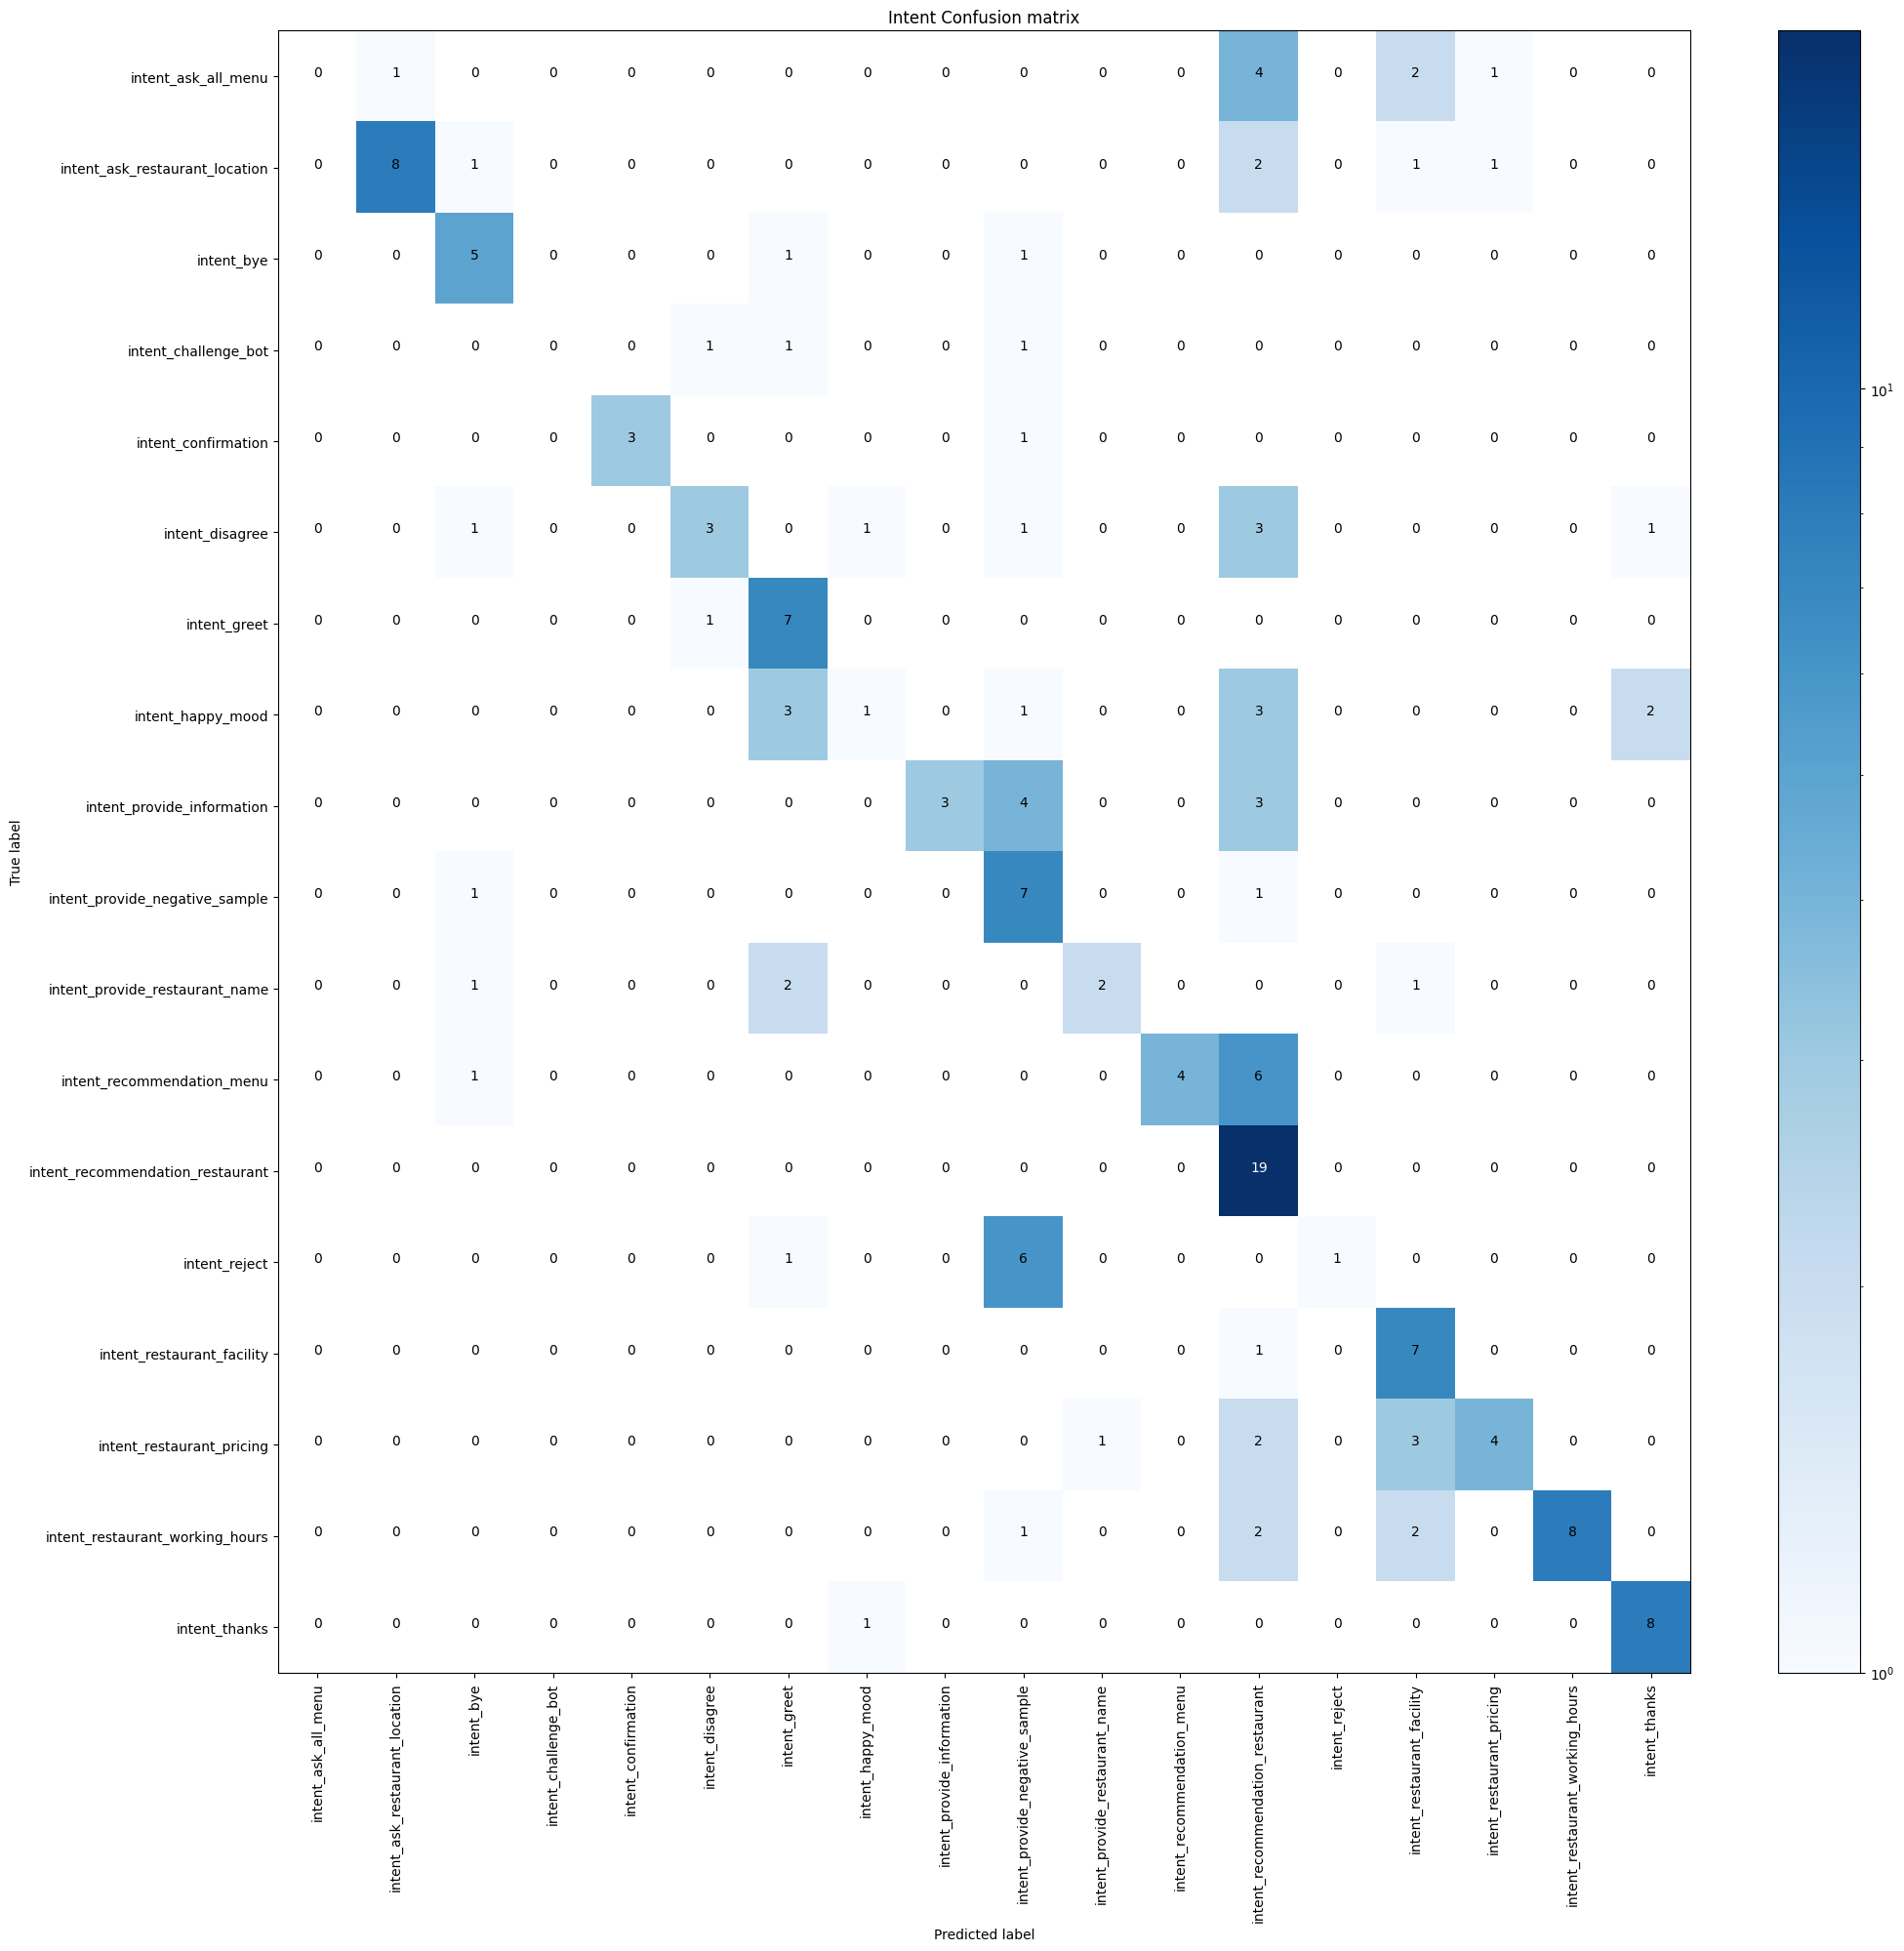 Intent Confusion matrix
intent_ask_all_menu 0 1 0 0 0 0 0 0 0 0 0 0 4 0 2 1 0 0
intent_ask_restaurant_location 0 8 1 0 0 0 0 0 0 0 0 0 2 0 1 1 0 0
intent_bye 0 0 5 0 0 0 1 0 0 1 0 0 0 0 0 0 0 0
intent_challenge_bot 0 0 0 0 0 1 1 0 0 1 0 0 0 0 0 0 0 0
10¹
intent_confirmation 0 0 0 0 3 0 0 0 0 1 0 0 0 0 0 0 0 0
intent_disagree 0 0 1 0 0 3 0 1 0 1 0 0 3 0 0 0 0 1
intent_greet 0 0 0 0 0 1 7 0 0 0 0 0 0 0 0 0 0 0
intent_happy_mood 0 0 0 0 0 0 3 1 0 1 0 0 3 0 0 0 0 2
intent_provide_information 0 0 0 0 0 0 0 0 3 4 0 0 3 0 0 0 0 0
True label
intent_provide_negative_sample 0 0 1 0 0 0 0 0 0 7 0 0 1 0 0 0 0 0
intent_provide_restaurant_name 0 0 1 0 0 0 2 0 0 0 2 0 0 0 1 0 0 0
intent_recommendation_menu 0 0 1 0 0 0 0 0 0 0 0 4 6 0 0 0 0 0
intent_recommendation_restaurant 0 0 0 0 0 0 0 0 0 0 0 0 19 0 0 0 0 0
intent_reject 0 0 0 0 0 0 1 0 0 6 0 0 0 1 0 0 0 0
intent_restaurant_facility 0 0 0 0 0 0 0 0 0 0 0 0 1 0 7 0 0 0
intent_restaurant_pricing 0 0 0 0 0 0 0 0 0 0 1 0 2 0 3 4 0 0
intent_restaurant_working_hours 0 0 0 0 0 0 0 0 0 1 0 0 2 0 2 0 8 0
intent_thanks 0 0 0 0 0 0 0 1 0 0 0 0 0 0 0 0 0 8
10⁰
intent_ask_all_menu
intent_ask_restaurant_location
intent_bye
intent_challenge_bot
intent_confirmation
intent_disagree
intent_greet
intent_happy_mood
intent_provide_information
intent_provide_negative_sample
intent_provide_restaurant_name
intent_recommendation_menu
intent_recommendation_restaurant
intent_reject
intent_restaurant_facility
intent_restaurant_pricing
intent_restaurant_working_hours
intent_thanks
Predicted label